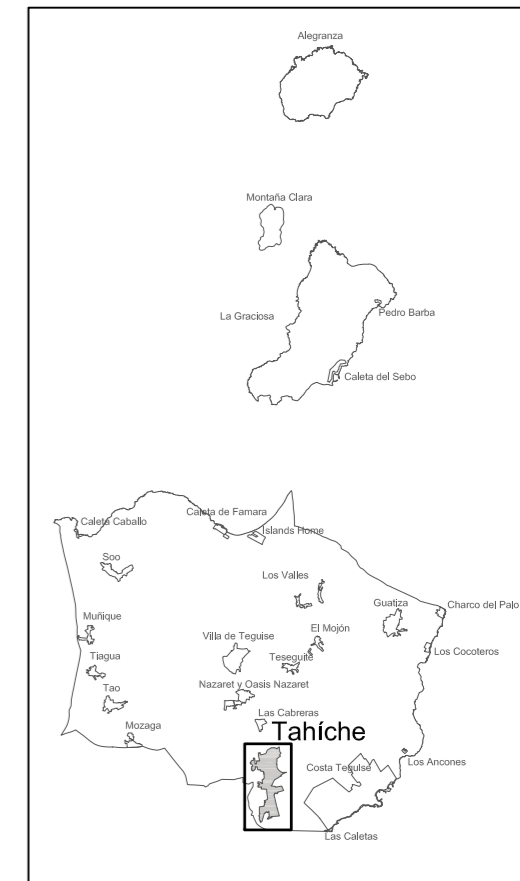 Alegranza
Montaña Clara
La Graciosa
Pedro Barba
Caleta del Sebo
Caleta Caballo
Caleta de Famara
Islands Home
Soo
Los Valles
Guatiza
Charco del Palo
Muñique
Villa de Teguise
El Mojón
Los Cocoteros
Tiagua
Teseguite
Tao
Nazaret y Oasis Nazaret
Las Cabreras
Mozaga
Tahíche
Costa Teguise
Los Ancones
Las Caletas